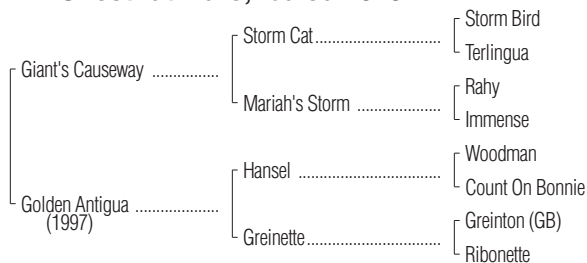 Storm Bird
Storm Cat
Terlingua
Giant's Causeway
Rahy
Mariah's Storm
Immense
Woodman
Hansel
Count On Bonnie
Golden Antigua
(1997)
Greinton (GB)
Greinette
Ribonette